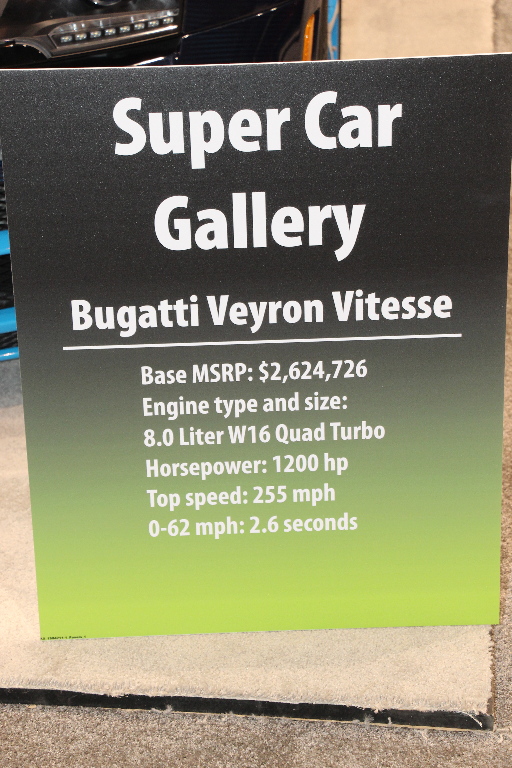 Super Car
Gallery
Bugatti Veyron Vitesse
Base MSRP: $2,624,726
Engine type and size:
8.0 Liter W16 Quad Turbo
Horsepower: 1200 hp
Top speed: 255 mph
0-62 mph: 2.6 seconds